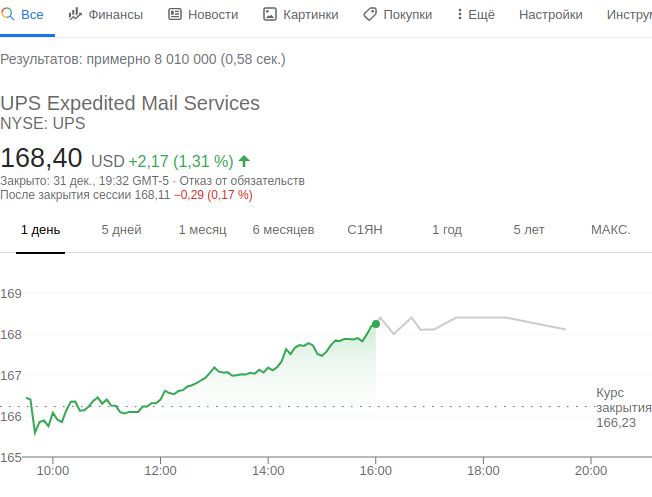 Все Финансы Новости Картинки Покупки Ещё Настройки Инстру
Результатов: примерно 8 010 000 (0,58 сек.)
UPS Expedited Mail Services
NYSE: UPS
168,40 USD +2,17 (1,31 %)
Закрыто: 31 дек., 19:32 GMT-5 · Отказ от обязательств
После закрытия сессии 168,11 −0,29 (0,17 %)
1 день 5 дней 1 месяц 6 месяцев С1ЯН 1 год 5 лет МАКС.
169
168
167
Курс
закрытия
166,23
166
165
10:00 12:00 14:00 16:00 18:00 20:00